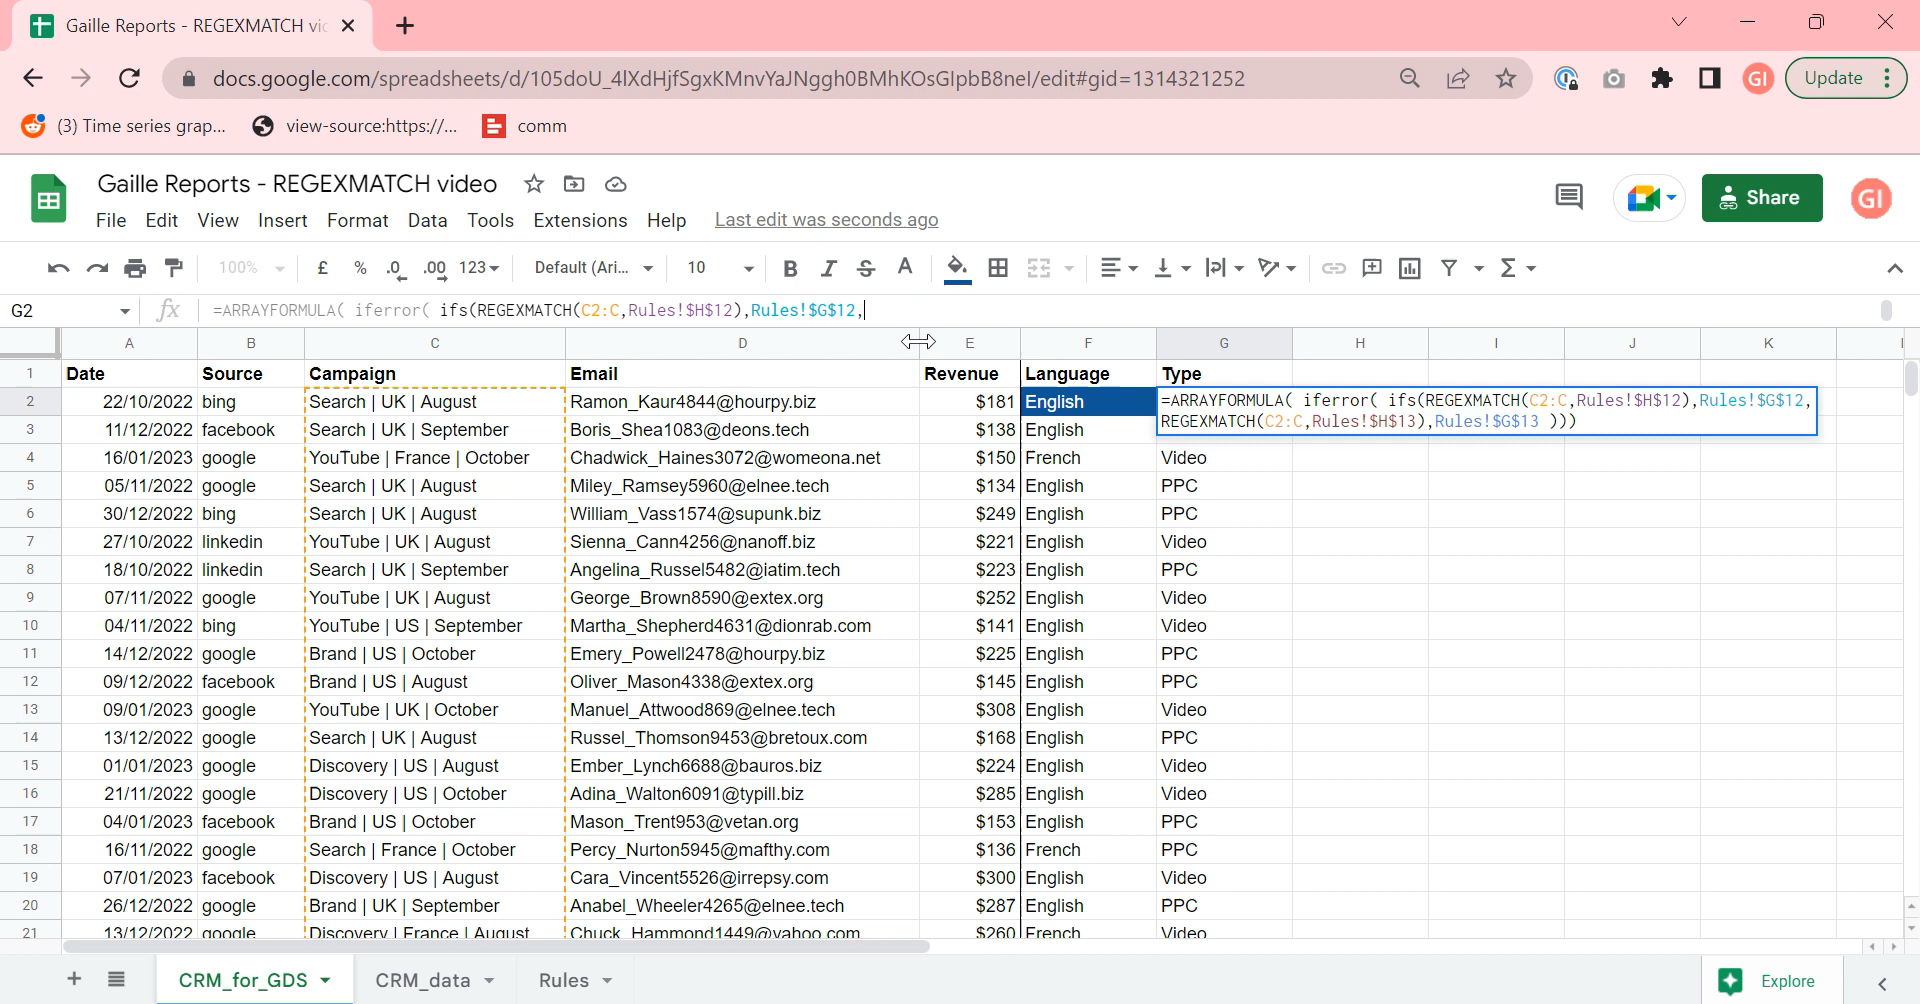 Gaille Reports - REGEXMATCH vi
docs.google.com/spreadsheets/d/105doU_4lXdHjfSgxKMnvYaJNggh0BMhKOsGIpbB8neI/edit#gid=1314321252
GI
Update
(3) Time series grap...
view-source:https://...
comm
Gaille Reports - REGEXMATCH video
Share
GI
File Edit View Insert Format Data Tools Extensions Help Last edit was seconds ago
100% £ % .0 .00 123 Default (Ari... 10 B I S A Σ
G2 fx =ARRAYFORMULA( iferror( ifs(REGEXMATCH(C2:C,Rules!$H$12),Rules!$G$12,
A B C D E F G H I J K
1 Date Source Campaign Email Revenue Language Type
2 22/10/2022 bing Search | UK | August Ramon_Kaur4844@hourpy.biz $181 English =ARRAYFORMULA( iferror( ifs(REGEXMATCH(C2:C,Rules!$H$12),Rules!$G$12,
REGEXMATCH(C2:C,Rules!$H$13),Rules!$G$13 )))
3 11/12/2022 facebook Search | UK | September Boris_Shea1083@deons.tech $138 English
4 16/01/2023 google YouTube | France | October Chadwick_Haines3072@womeona.net $150 French Video
5 05/11/2022 google Search | UK | August Miley_Ramsey5960@elnee.tech $134 English PPC
6 30/12/2022 bing Search | UK | August William_Vass1574@supunk.biz $249 English PPC
7 27/10/2022 linkedin YouTube | UK | August Sienna_Cann4256@nanoff.biz $221 English Video
8 18/10/2022 linkedin Search | UK | September Angelina_Russel5482@iatim.tech $223 English PPC
9 07/11/2022 google YouTube | UK | August George_Brown8590@extex.org $252 English Video
10 04/11/2022 bing YouTube | US | September Martha_Shepherd4631@dionrab.com $141 English Video
11 14/12/2022 google Brand | US | October Emery_Powell2478@hourpy.biz $225 English PPC
12 09/12/2022 facebook Brand | US | August Oliver_Mason4338@extex.org $145 English PPC
13 09/01/2023 google YouTube | UK | October Manuel_Attwood869@elnee.tech $308 English Video
14 13/12/2022 google Search | UK | August Russel_Thomson9453@bretoux.com $168 English PPC
15 01/01/2023 google Discovery | US | August Ember_Lynch6688@bauros.biz $224 English Video
16 21/11/2022 google Discovery | US | October Adina_Walton6091@typill.biz $285 English Video
17 04/01/2023 facebook Brand | US | October Mason_Trent953@vetan.org $153 English PPC
18 16/11/2022 google Search | France | October Percy_Nurton5945@mafthy.com $136 French PPC
19 07/01/2023 facebook Discovery | US | August Cara_Vincent5526@irrepsy.com $300 English Video
20 26/12/2022 google Brand | UK | September Anabel_Wheeler4265@elnee.tech $287 English PPC
21 13/12/2022 google Discovery | France | August Chuck_Hammond1449@yahoo.com $260 French Video
CRM_for_GDS CRM_data Rules Explore